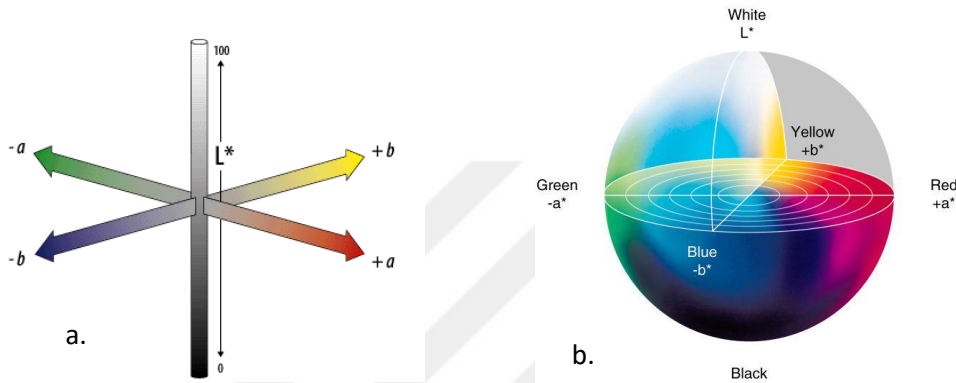 100
L*
-a
+b
-b
+a
0
a.
White
L*
Yellow
+b*
Green
-a*
Red
+a*
Blue
-b*
Black
b.